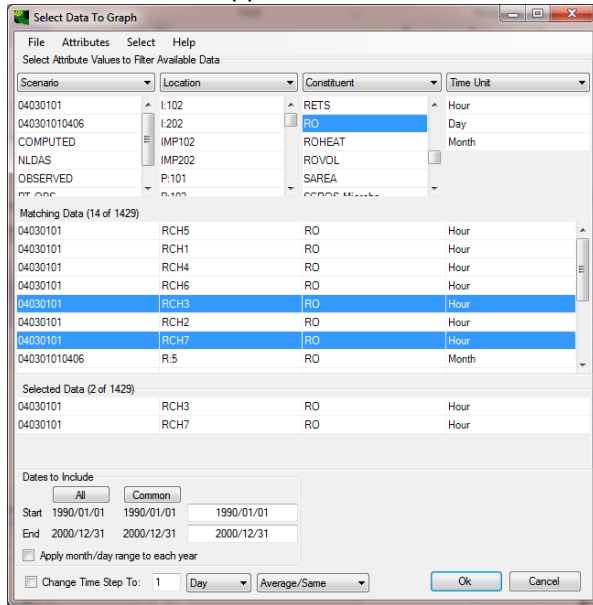 Select Data To Graph
File Attributes Select Help
Select Attribute Values to Filter Available Data
Scenario Location Constituent Time Unit
04030101 I:102 RETS Hour
040301010406 I:202 RO Day
COMPUTED IMP102 ROHEAT Month
NLDAS IMP202 ROVOL
OBSERVED P:101 SAREA
Matching Data (14 of 1429)
04030101 RCH5 RO Hour
04030101 RCH1 RO Hour
04030101 RCH4 RO Hour
04030101 RCH6 RO Hour
04030101 RCH3 RO Hour
04030101 RCH2 RO Hour
04030101 RCH7 RO Hour
040301010406 R:5 RO Month
Selected Data (2 of 1429)
04030101 RCH3 RO Hour
04030101 RCH7 RO Hour
Dates to Include
All Common
Start 1990/01/01 1990/01/01 1990/01/01
End 2000/12/31 2000/12/31 2000/12/31
Apply month/day range to each year
Change Time Step To: 1 Day Average/Same Ok Cancel